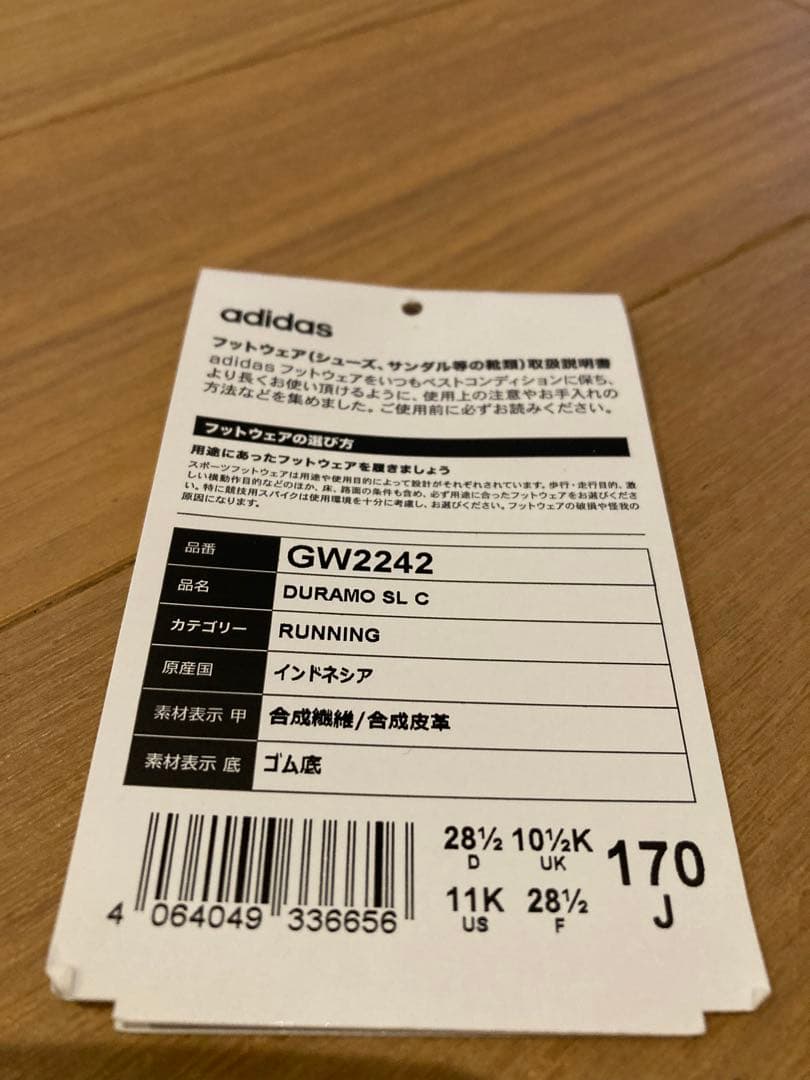 adidas
フットウェア(シューズ、サンダル等の靴類)取扱説明書
adidas フットウェアをいつもベストコンディションに保ち、
より長くお使い頂けるように、使用上の注意やお手入れの
方法などを集めました。ご使用前に必ずお読みください。
フットウェアの選び方
用途にあったフットウェアを履きましょう
スポーツフットウェアは用途や使用目的によって設計がそれぞれされています。歩行・走行目的、激
しい横動作目的などのほか、床、路面の条件も含め、必ず用途に合ったフットウェアをお選びくださ
い。特に競技用スパイクは使用環境を十分に考慮し、お選びください。フットウェアの破損や怪我の
原因になります。
品番 GW2242
品名 DURAMO SL C
カテゴリー RUNNING
原産国 インドネシア
素材表示 甲 合成繊維/合成皮革
素材表示 底 ゴム底
28½ 10½K
D UK
170
J
11K 28½
US F
4 064049 336656